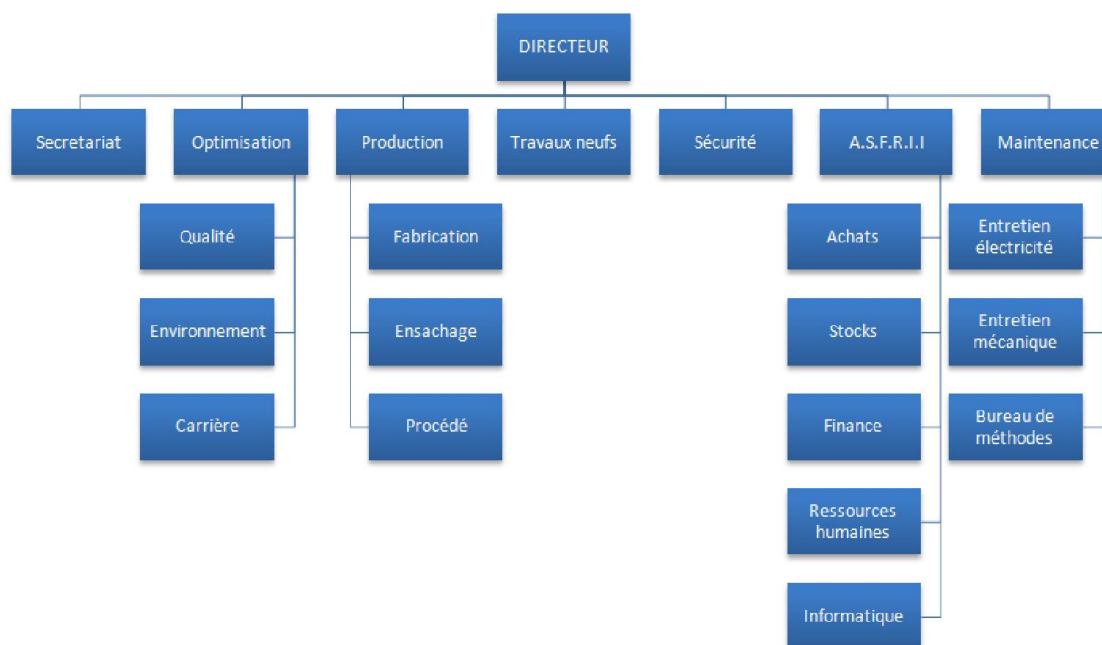 DIRECTEUR
Secretariat
Optimisation
Production
Travaux neufs
Sécurité
A.S.F.R.I.I
Maintenance
Qualité
Environnement
Carrière
Fabrication
Ensachage
Procédé
Achats
Stocks
Finance
Ressources
humaines
Informatique
Entretien
électricité
Entretien
mécanique
Bureau de
méthodes